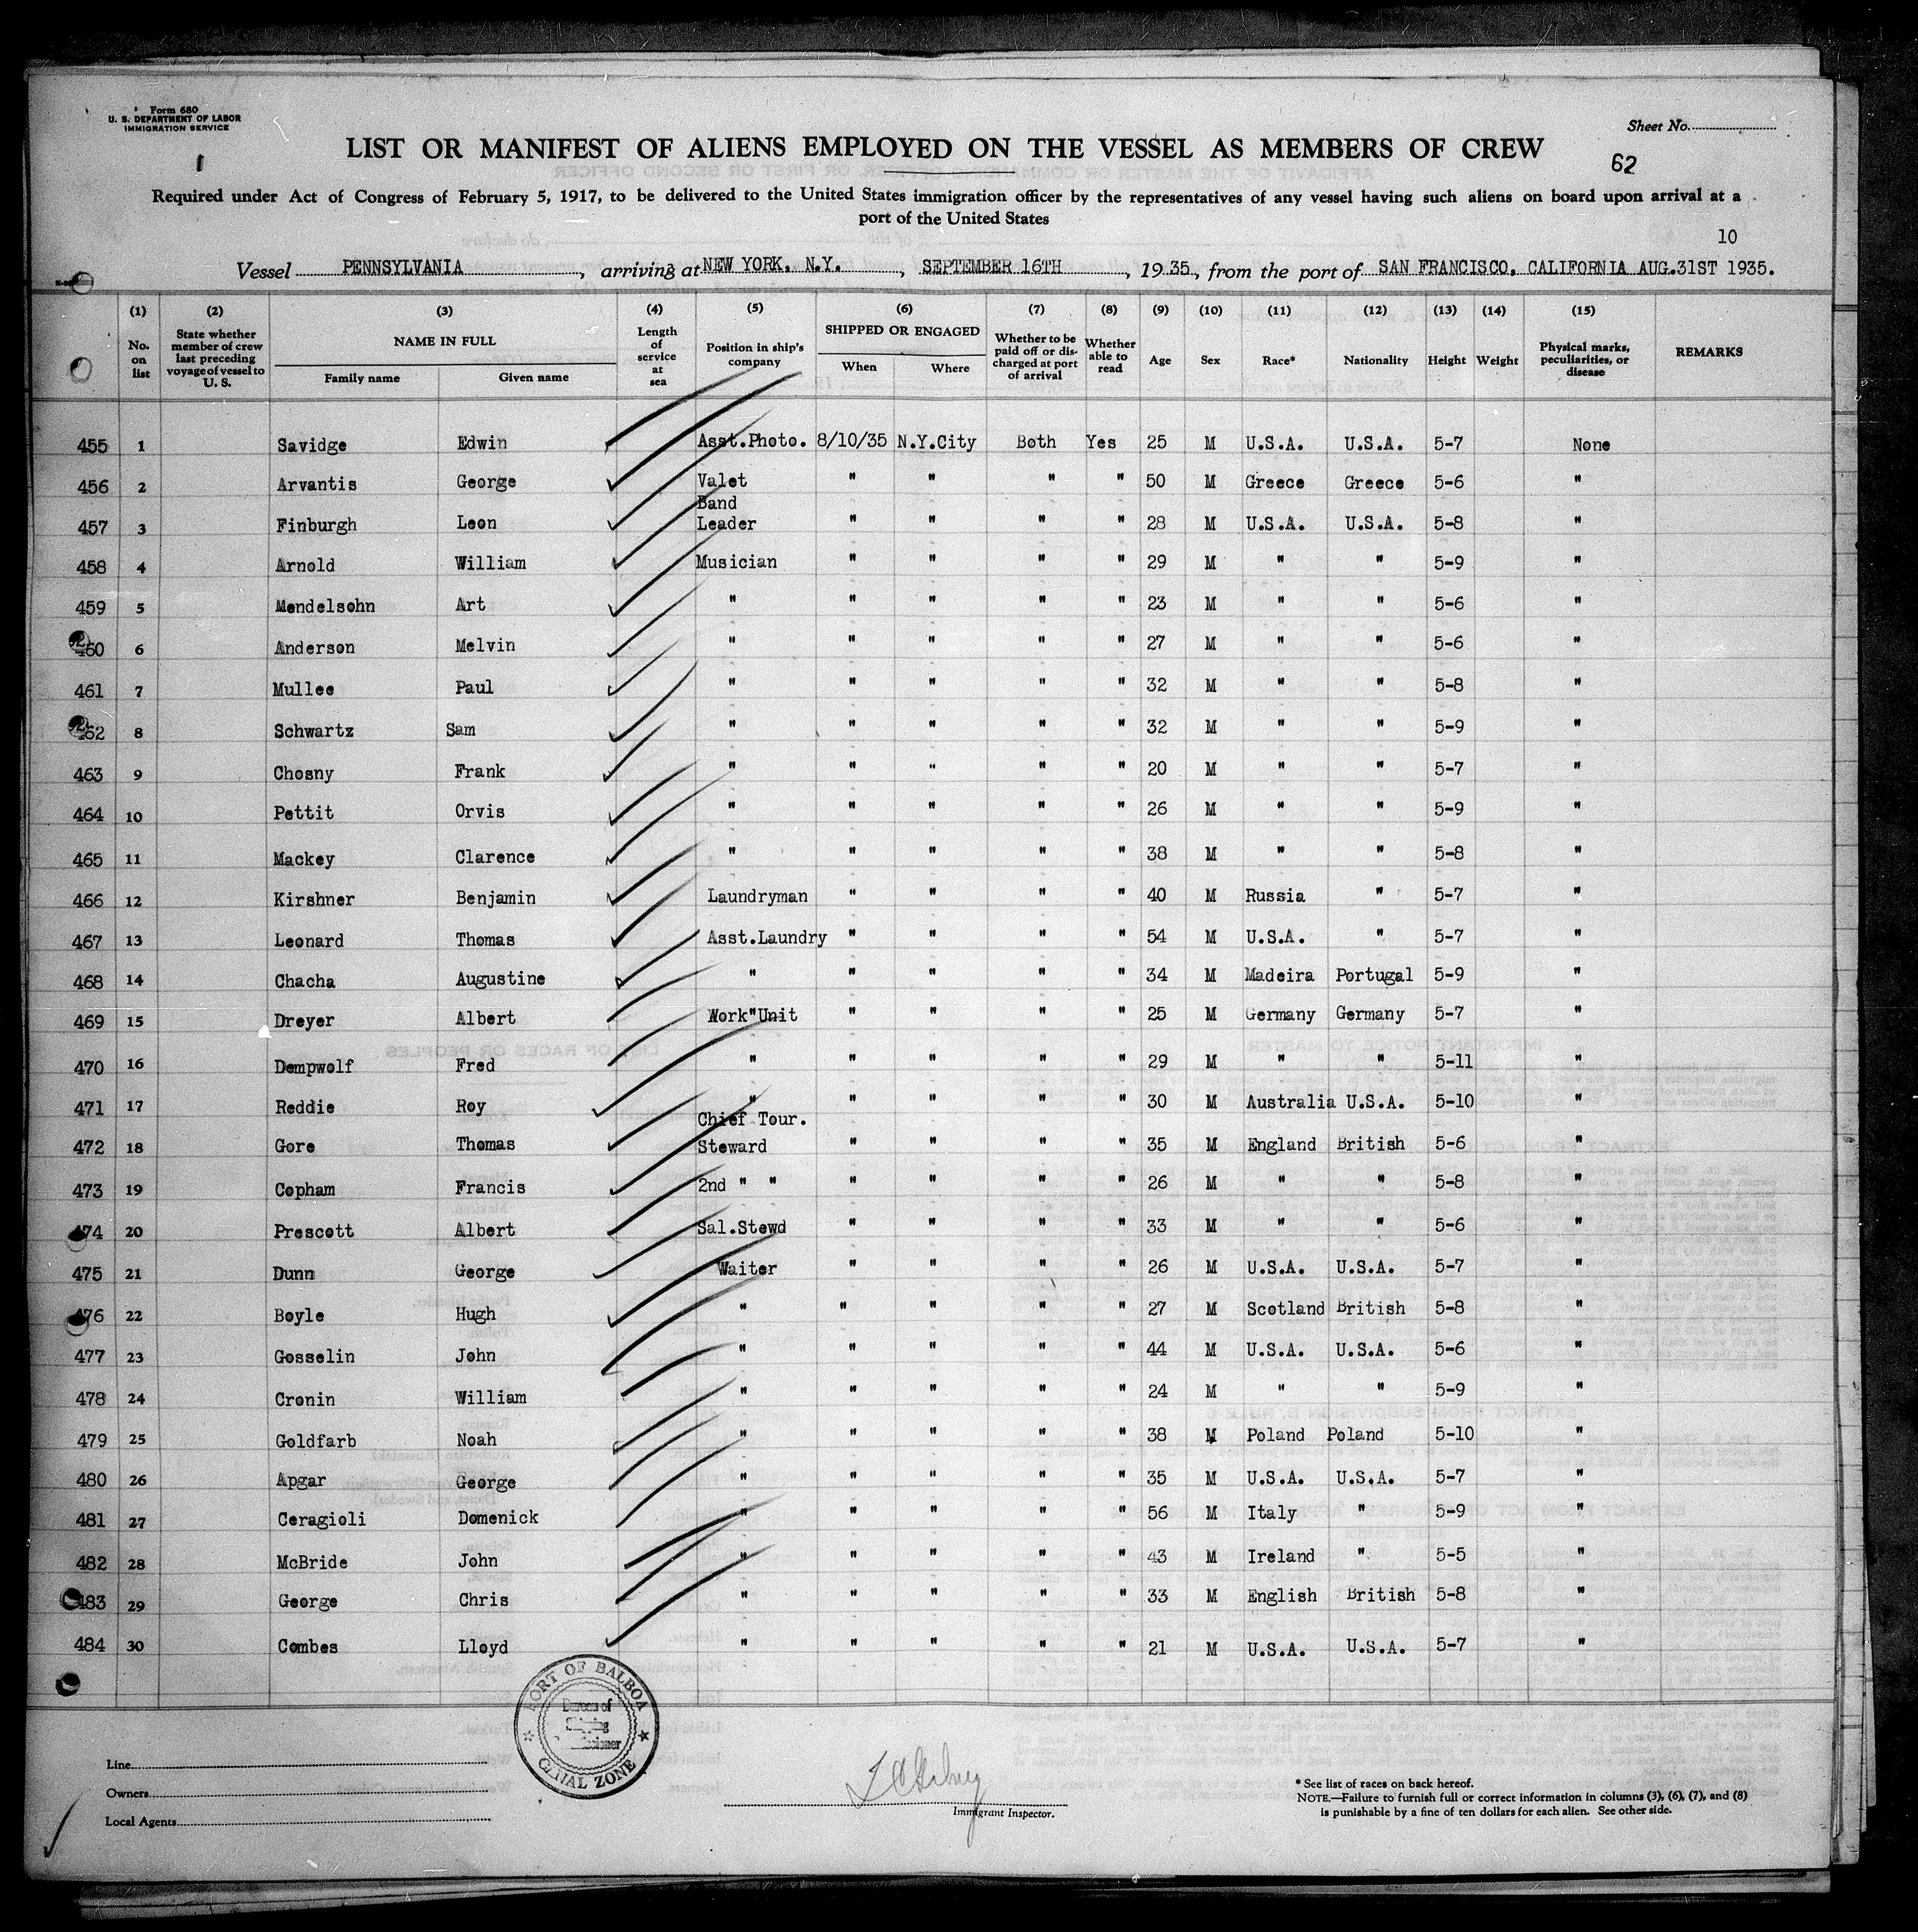 Form 680
U. S. DEPARTMENT OF LABOR
IMMIGRATION SERVICE
1
Sheet No.
LIST OR MANIFEST OF ALIENS EMPLOYED ON THE VESSEL AS MEMBERS OF CREW
62
Required under Act of Congress of February 5, 1917, to be delivered to the United States immigration officer by the representatives of any vessel having such aliens on board upon arrival at a
port of the United States
10
Vessel PENNSYLVANIA, arriving at NEW YORK, N.Y., SEPTEMBER 16TH, 1935, from the port of SAN FRANCISCO, CALIFORNIA AUG.31ST 1935.
(1) (2) (3) (4) (5) (6) (7) (8) (9) (10) (11) (12) (13) (14) (15)
No. on list State whether member of crew last preceding voyage of vessel to U. S. NAME IN FULL Family name Given name Length of service at sea Position in ship's company SHIPPED OR ENGAGED When Where Whether to be paid off or discharged at port of arrival Whether able to read Age Sex Race* Nationality Height Weight Physical marks, peculiarities, or disease REMARKS
455 1 Savidge Edwin Asst.Photo. 8/10/35 N.Y.City Both Yes 25 M U.S.A. U.S.A. 5-7 None
456 2 Arvantis George Valet " " " " 50 M Greece Greece 5-6 "
457 3 Finburgh Leon Band Leader " " " " 28 M U.S.A. U.S.A. 5-8 "
458 4 Arnold William Musician " " " " 29 M " " 5-9 "
459 5 Mendelsohn Art " " " " " 23 M " " 5-6 "
460 6 Anderson Melvin " " " " " 27 M " " 5-6 "
461 7 Mullee Paul " " " " " 32 M " " 5-8 "
462 8 Schwartz Sam " " " " " 32 M " " 5-9 "
463 9 Chosny Frank " " " " " 20 M " " 5-7 "
464 10 Pettit Orvis " " " " " 26 M " " 5-9 "
465 11 Mackey Clarence " " " " " 38 M " " 5-8 "
466 12 Kirshner Benjamin Laundryman " " " " 40 M Russia " 5-7 "
467 13 Leonard Thomas Asst.Laundry " " " " 54 M U.S.A. " 5-7 "
468 14 Chacha Augustine " " " " " 34 M Madeira Portugal 5-9 "
469 15 Dreyer Albert Work"Unit " " " " 25 M Germany Germany 5-7 "
470 16 Dempwolf Fred " " " " " 29 M " " 5-11 "
471 17 Reddie Roy " " " " " 30 M Australia U.S.A. 5-10 "
472 18 Gore Thomas Chief Tour. Steward " " " " 35 M England British 5-6 "
473 19 Copham Francis 2nd " " " " " " 26 M " " 5-8 "
474 20 Prescott Albert Sal.Stewd " " " " 33 M " " 5-6 "
475 21 Dunn George Waiter " " " " 26 M U.S.A. U.S.A. 5-7 "
476 22 Boyle Hugh " " " " " 27 M Scotland British 5-8 "
477 23 Gosselin John " " " " " 44 M U.S.A. U.S.A. 5-6 "
478 24 Cronin William " " " " " 24 M " " 5-9 "
479 25 Goldfarb Noah " " " " " 38 M Poland Poland 5-10 "
480 26 Apgar George " " " " " 35 M U.S.A. U.S.A. 5-7 "
481 27 Ceragioli Domenick " " " " " 56 M Italy " 5-9 "
482 28 McBride John " " " " " 43 M Ireland " 5-5 "
483 29 George Chris " " " " " 33 M English British 5-8 "
484 30 Combes Lloyd " " " " " 21 M U.S.A. U.S.A. 5-7 "
PORT OF BALBOA
Bureau of
Shipping
CANAL ZONE
Line
Owners
Local Agents
Immigrant Inspector.
* See list of races on back hereof.
NOTE.—Failure to furnish full or correct information in columns (3), (6), (7), and (8)
is punishable by a fine of ten dollars for each alien. See other side.